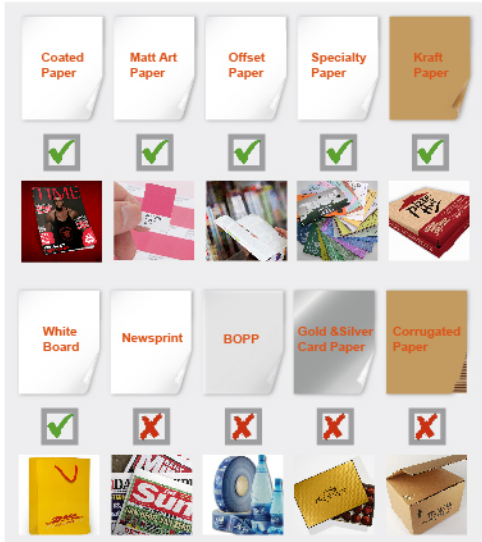 Coated
Paper
Matt Art
Paper
Offset
Paper
Specialty
Paper
Kraft
Paper
White
Board
Newsprint
BOPP
Gold &Silver
Card Paper
Corrugated
Paper
Sun